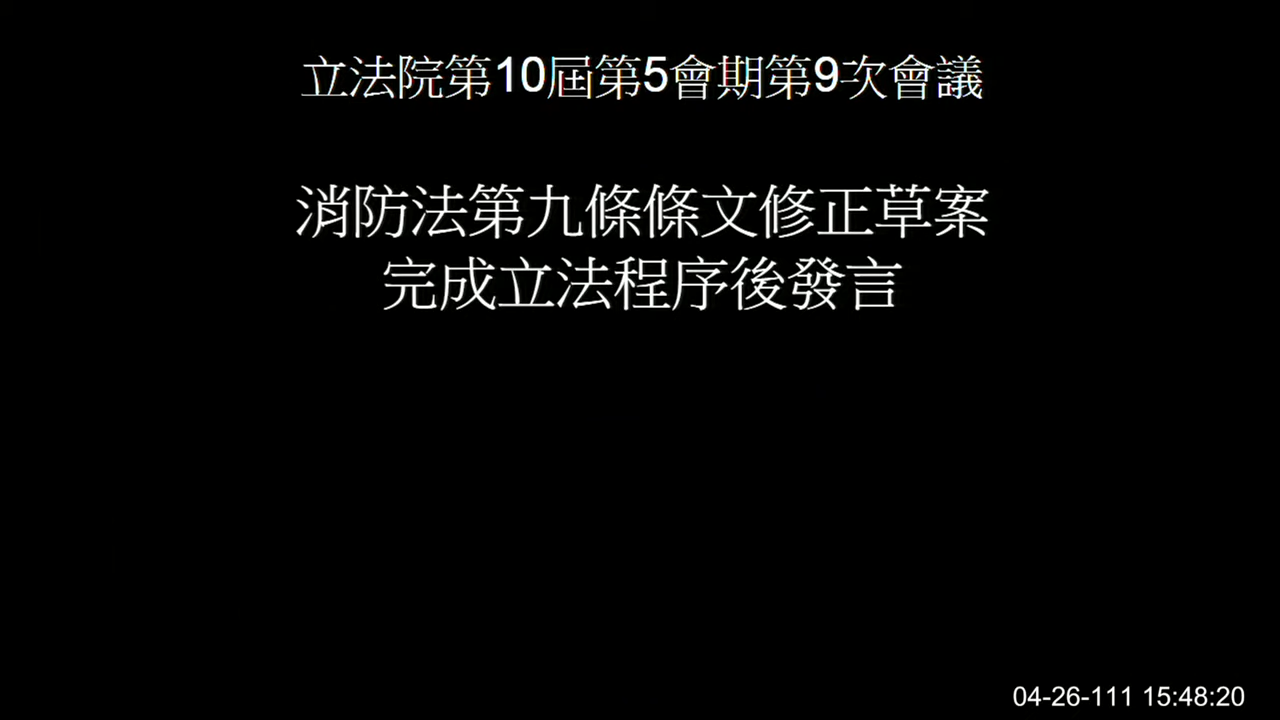 立法院第10屆第5會期第9次會議
消防法第九條條文修正草案
完成立法程序後發言
04-26-111 15:48:20